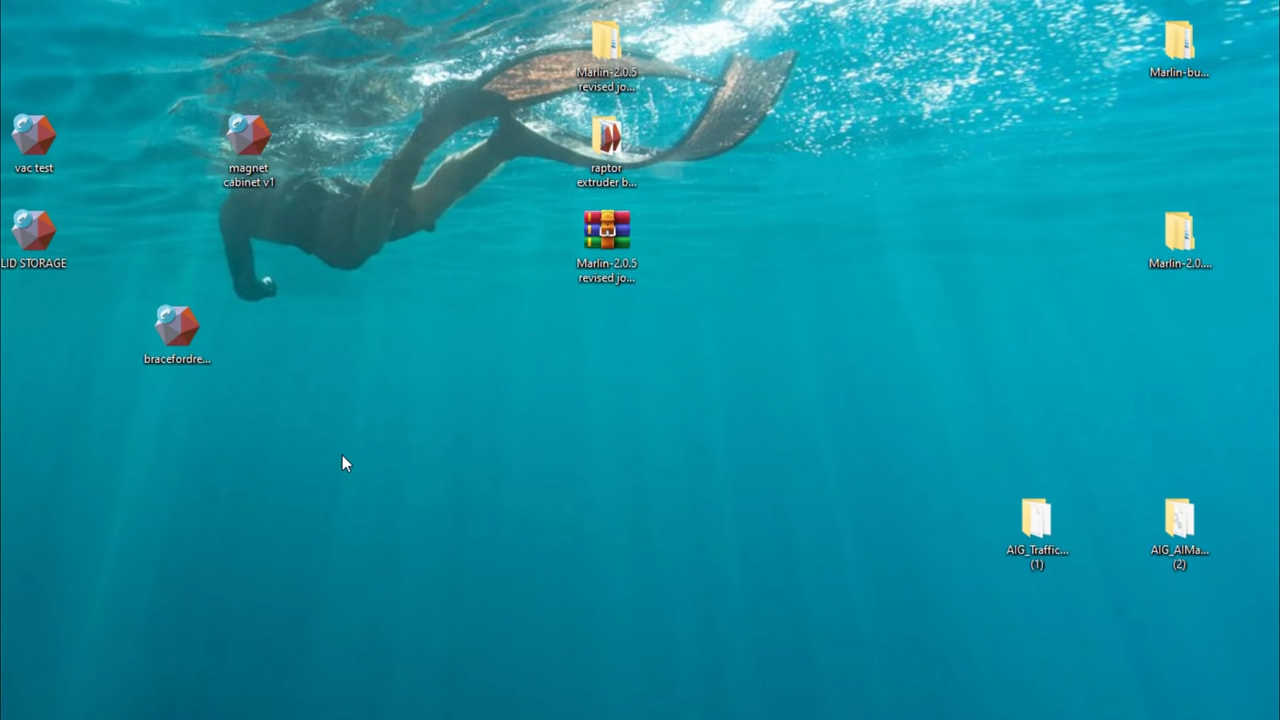 Marlin-2.0.5
revised jo...
Marlin-bu...
vac test
magnet
cabinet v1
raptor
extruder b...
LID STORAGE
Marlin-2.0.5
revised jo...
Marlin-2.0....
bracefordre...
AIG_Traffic...
(1)
AIG_AIMa...
(2)